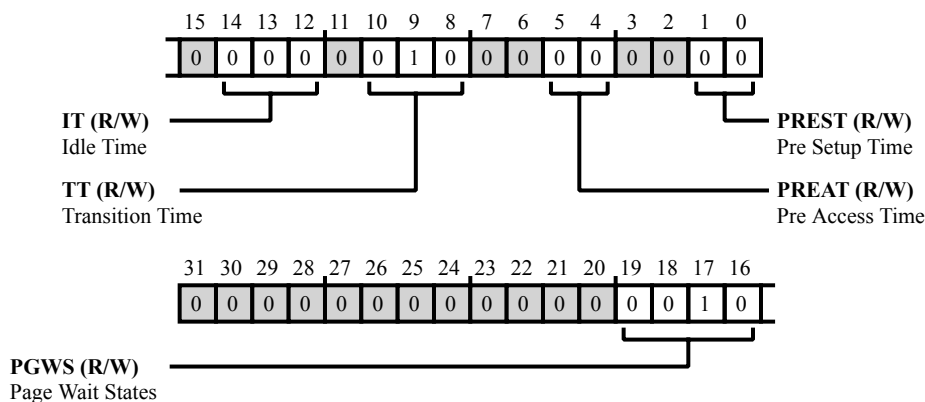 15 14 13 12 11 10 9 8 7 6 5 4 3 2 1 0
0 0 0 0 0 0 1 0 0 0 0 0 0 0 0 0
IT (R/W)
Idle Time
PREST (R/W)
Pre Setup Time
TT (R/W)
Transition Time
PREAT (R/W)
Pre Access Time
31 30 29 28 27 26 25 24 23 22 21 20 19 18 17 16
0 0 0 0 0 0 0 0 0 0 0 0 0 0 1 0
PGWS (R/W)
Page Wait States